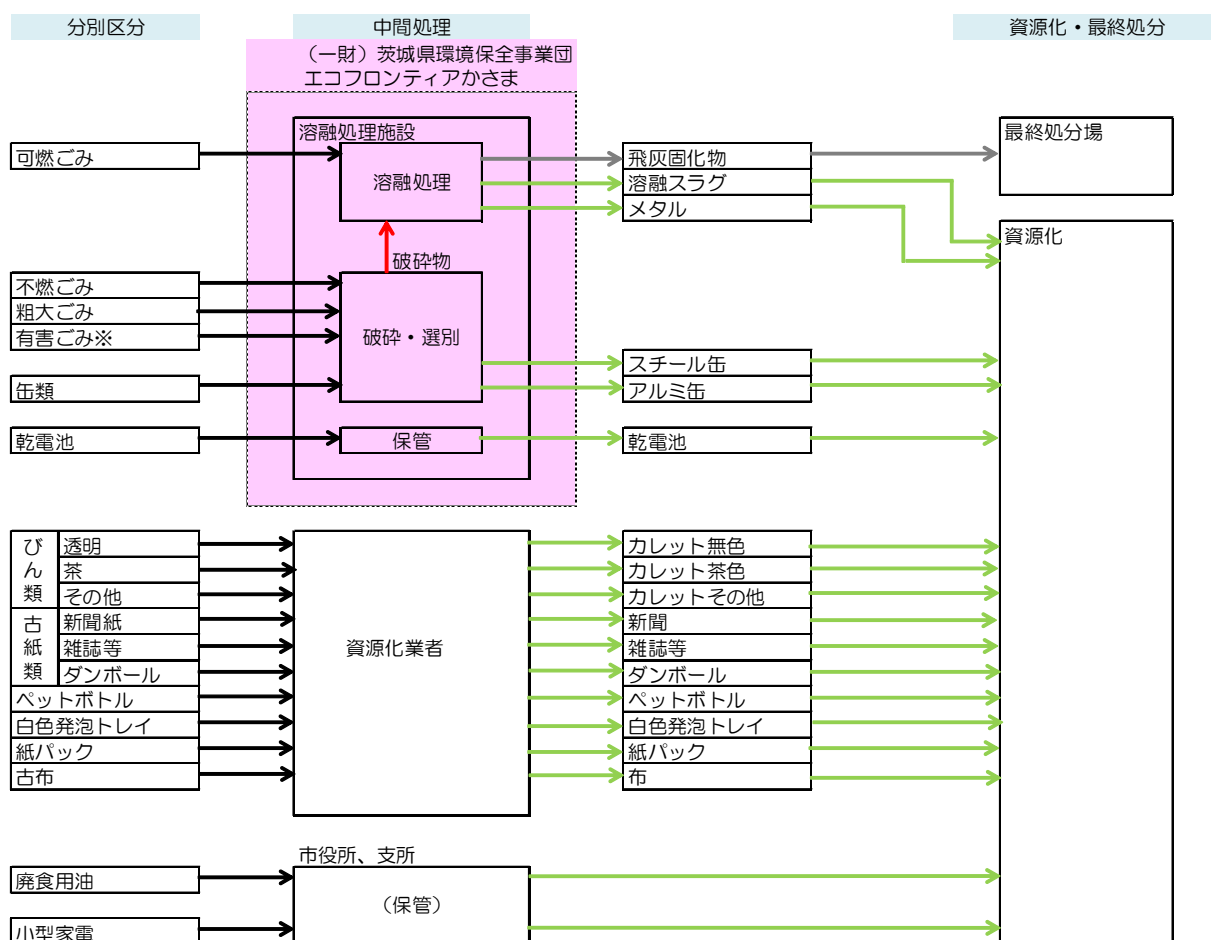 分別区分
中間処理
資源化・最終処分
（一財）茨城県環境保全事業団
エコフロンティアかさま
溶融処理施設
最終処分場
可燃ごみ
溶融処理
飛灰固化物
溶融スラグ
メタル
資源化
破砕物
不燃ごみ
粗大ごみ
有害ごみ※
破砕・選別
スチール缶
アルミ缶
缶類
乾電池
保管
乾電池
びん類
透明
茶
その他
古紙類
新聞紙
雑誌等
ダンボール
ペットボトル
白色発泡トレイ
紙パック
古布
資源化業者
カレット無色
カレット茶色
カレットその他
新聞
雑誌等
ダンボール
ペットボトル
白色発泡トレイ
紙パック
布
市役所、支所
廃食用油
（保管）
小型家電